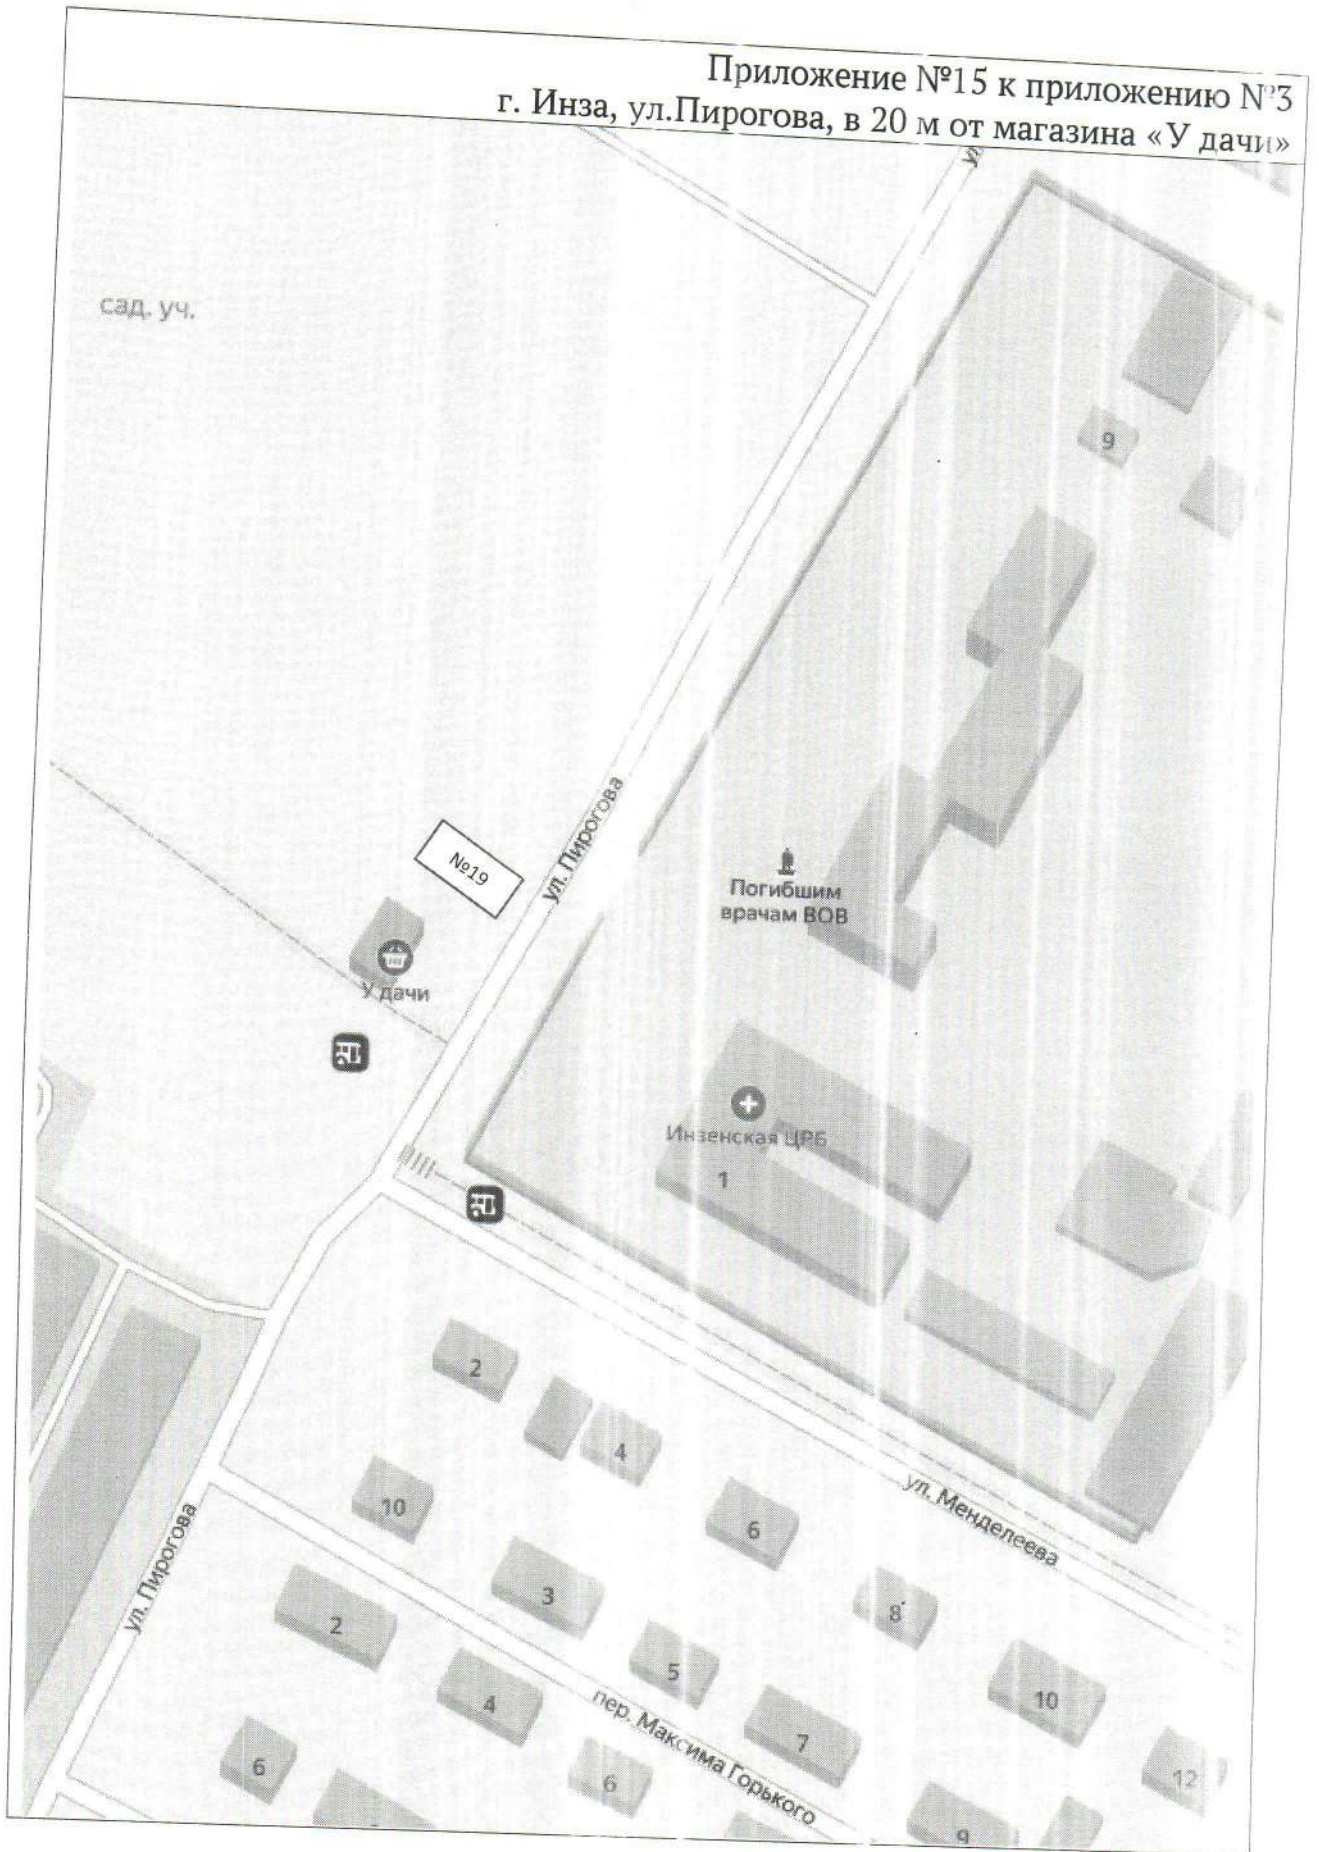 Приложение №15 к приложению №3
г. Инза, ул.Пирогова, в 20 м от магазина «У дачи»
ул.
сад. уч.
9
ул. Пирогова
№19
Погибшим
врачам ВОВ
У дачи
Инзенская ЦРБ
1
2
4
10
6
ул. Менделеева
ул. Пирогова
3
8
2
5
10
4
пер. Максима Горького
7
6
6
12
9